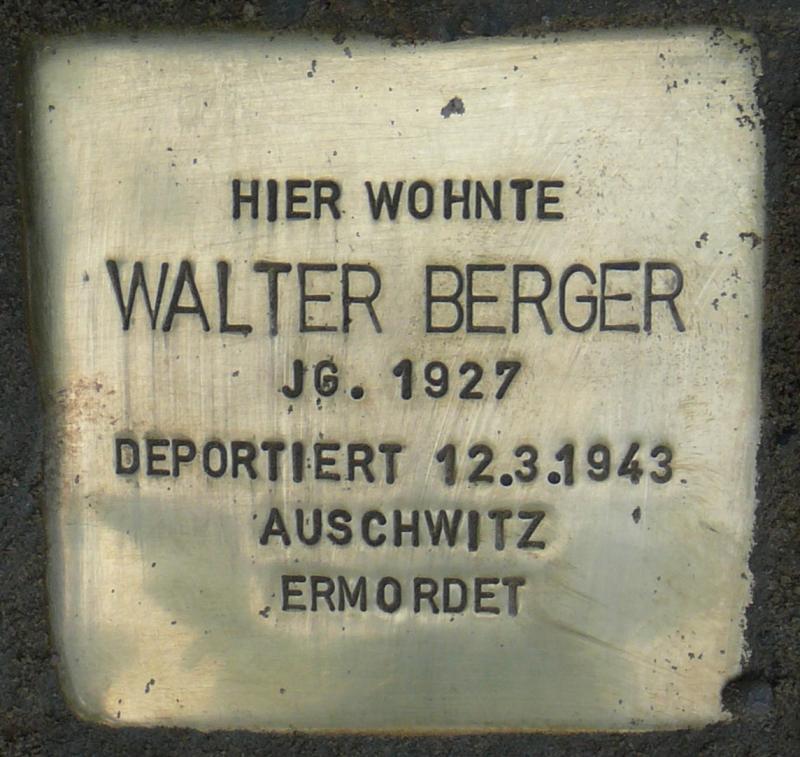 HIER WOHNTE
WALTER BERGER
JG. 1927
DEPORTIERT 12.3.1943
AUSCHWITZ
ERMORDET